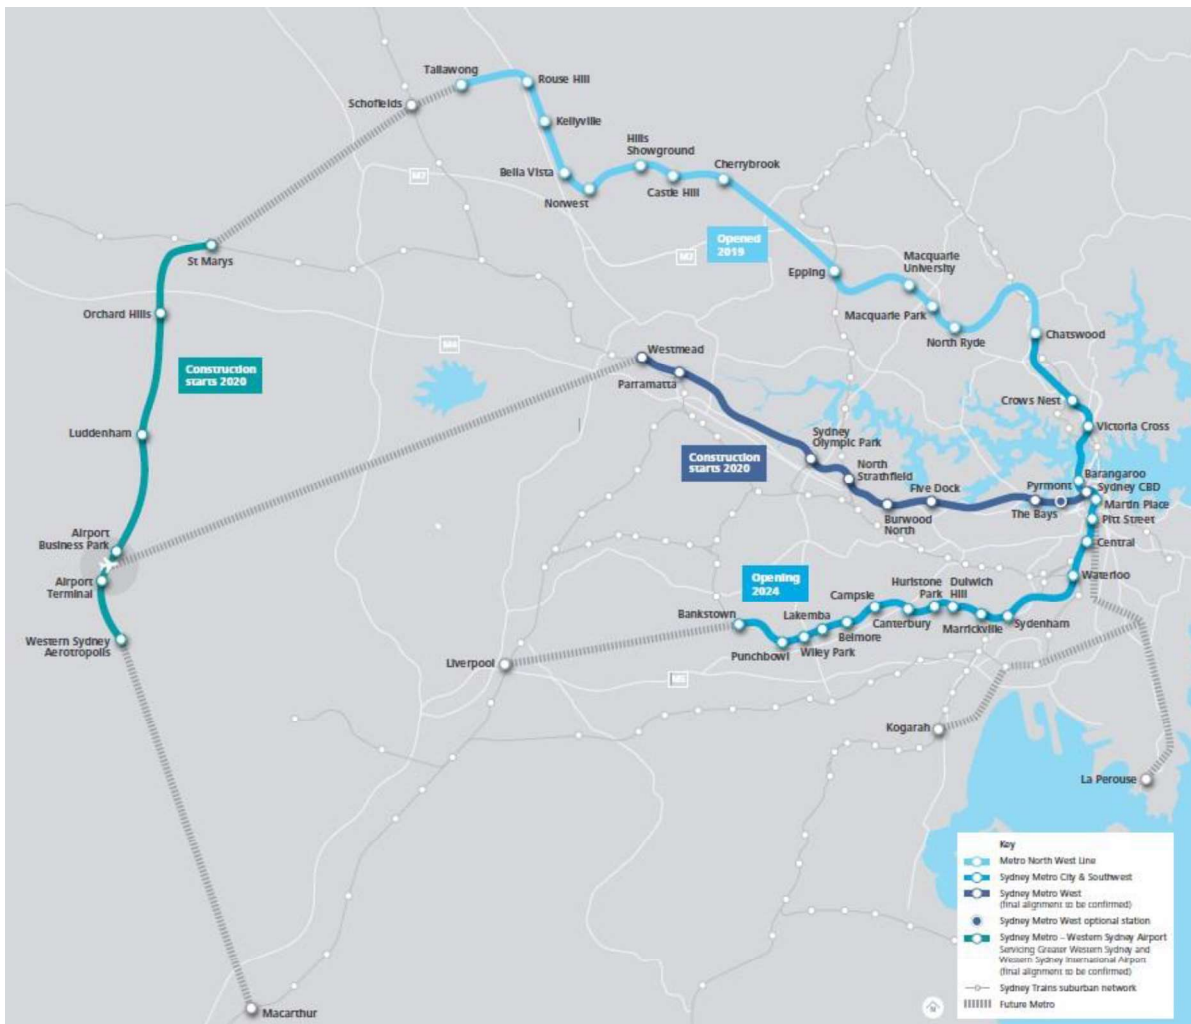 Tallawong
Rouse Hill
Schofields
Kellyville
Hills
Showground
Cherrybrook
Bella Vista
M7
Castle Hill
Norwest
Opened
2019
M2
St Marys
Epping
Macquarie
University
Orchard Hills
Macquarie Park
North Ryde
Chatswood
M4
Westmead
Parramatta
Construction
starts 2020
Crows Nest
Victoria Cross
Luddenham
Sydney
Olympic Park
Construction
starts 2020
North
Strathfield
Barangaroo
Pyrmont
Sydney CBD
Five Dock
Martin Place
The Bays
Pitt Street
Burwood
North
Central
Airport
Business Park
Airport
Terminal
Opening
2024
Waterloo
Hurlstone
Park
Dulwich
Hill
Campsie
Bankstown
Lakemba
Canterbury
Belmore
Marrickville
Sydenham
Western Sydney
Aerotropolis
Punchbowl
Wiley Park
Liverpool
M5
Kogarah
La Perouse
Macarthur
Key
Metro North West Line
Sydney Metro City & Southwest
Sydney Metro West
(final alignment to be confirmed)
Sydney Metro West optional station
Sydney Metro – Western Sydney Airport
Servicing Greater Western Sydney and
Western Sydney International Airport
(final alignment to be confirmed)
Sydney Trains suburban network
Future Metro
N